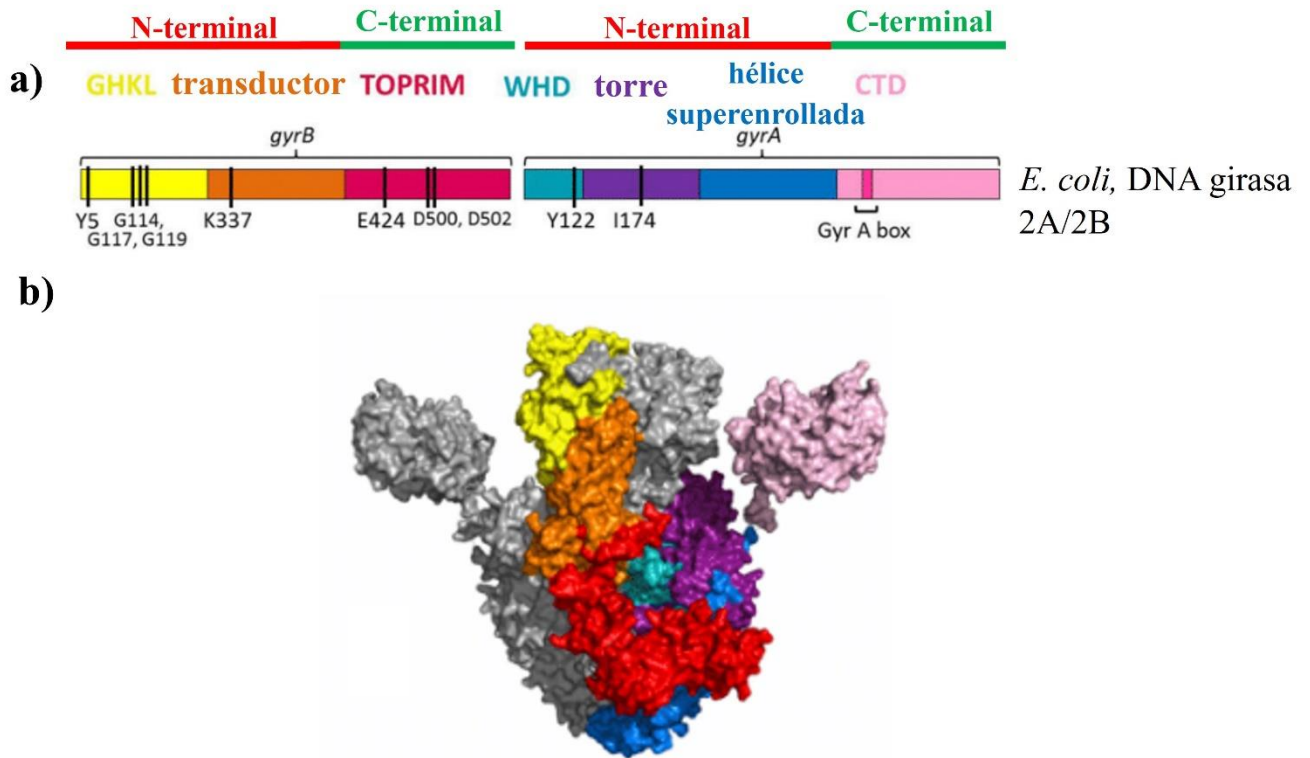 N-terminal C-terminal N-terminal C-terminal
a) GHKL transductor TOPRIM WHD torre hélice superenrollada CTD
gyrB gyrA
E. coli, DNA girasa
2A/2B
Y5 G114, K337 E424 D500, D502 Y122 I174
G117, G119 Gyr A box
b)